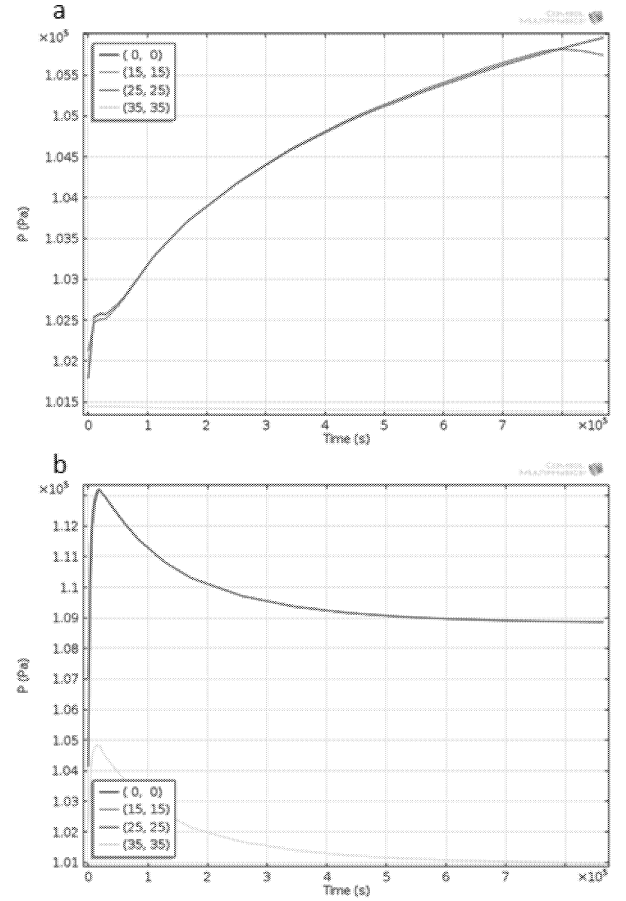 a
×10⁵
( 0, 0)
(15, 15)
(25, 25)
(35, 35)
1.055
1.05
1.045
1.04
1.035
1.03
1.025
1.02
1.015
P (Pa)
0 1 2 3 4 5 6 7 ×10⁵
Time (s)
b
×10⁵
1.12
1.11
1.1
1.09
1.08
1.07
1.06
1.05
1.04
1.03
1.02
1.01
P (Pa)
( 0, 0)
(15, 15)
(25, 25)
(35, 35)
0 1 2 3 4 5 6 7 ×10⁵
Time (s)